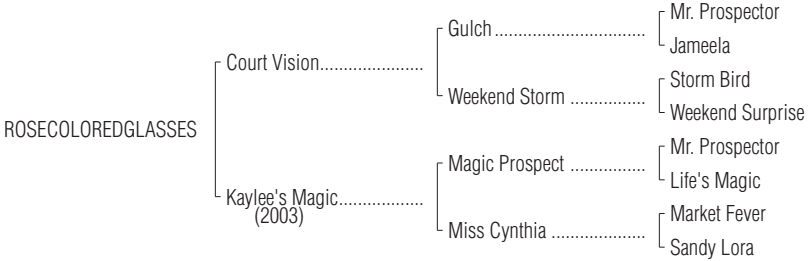 Mr. Prospector
Gulch
Jameela
Court Vision
Storm Bird
Weekend Storm
Weekend Surprise
ROSECOLOREDGLASSES
Mr. Prospector
Magic Prospect
Life's Magic
Kaylee's Magic
(2003)
Market Fever
Miss Cynthia
Sandy Lora